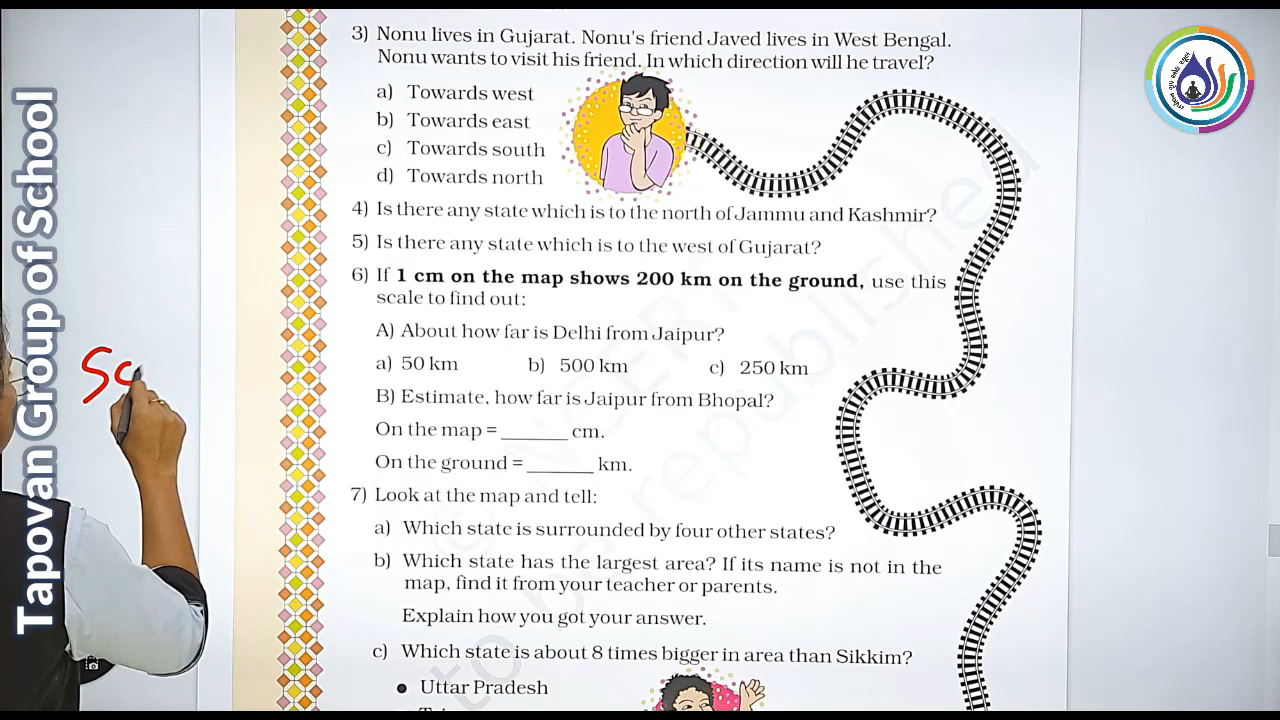 3) Nonu lives in Gujarat. Nonu's friend Javed lives in West Bengal.
Nonu wants to visit his friend. In which direction will he travel?
a) Towards west
b) Towards east
c) Towards south
d) Towards north
4) Is there any state which is to the north of Jammu and Kashmir?
5) Is there any state which is to the west of Gujarat?
6) If 1 cm on the map shows 200 km on the ground, use this
scale to find out:
A) About how far is Delhi from Jaipur?
a) 50 km b) 500 km c) 250 km
B) Estimate, how far is Jaipur from Bhopal?
On the map = ______ cm.
On the ground = ______ km.
7) Look at the map and tell:
a) Which state is surrounded by four other states?
b) Which state has the largest area? If its name is not in the
map, find it from your teacher or parents.
Explain how you got your answer.
c) Which state is about 8 times bigger in area than Sikkim?
● Uttar Pradesh
Tapovan Group of School
sc